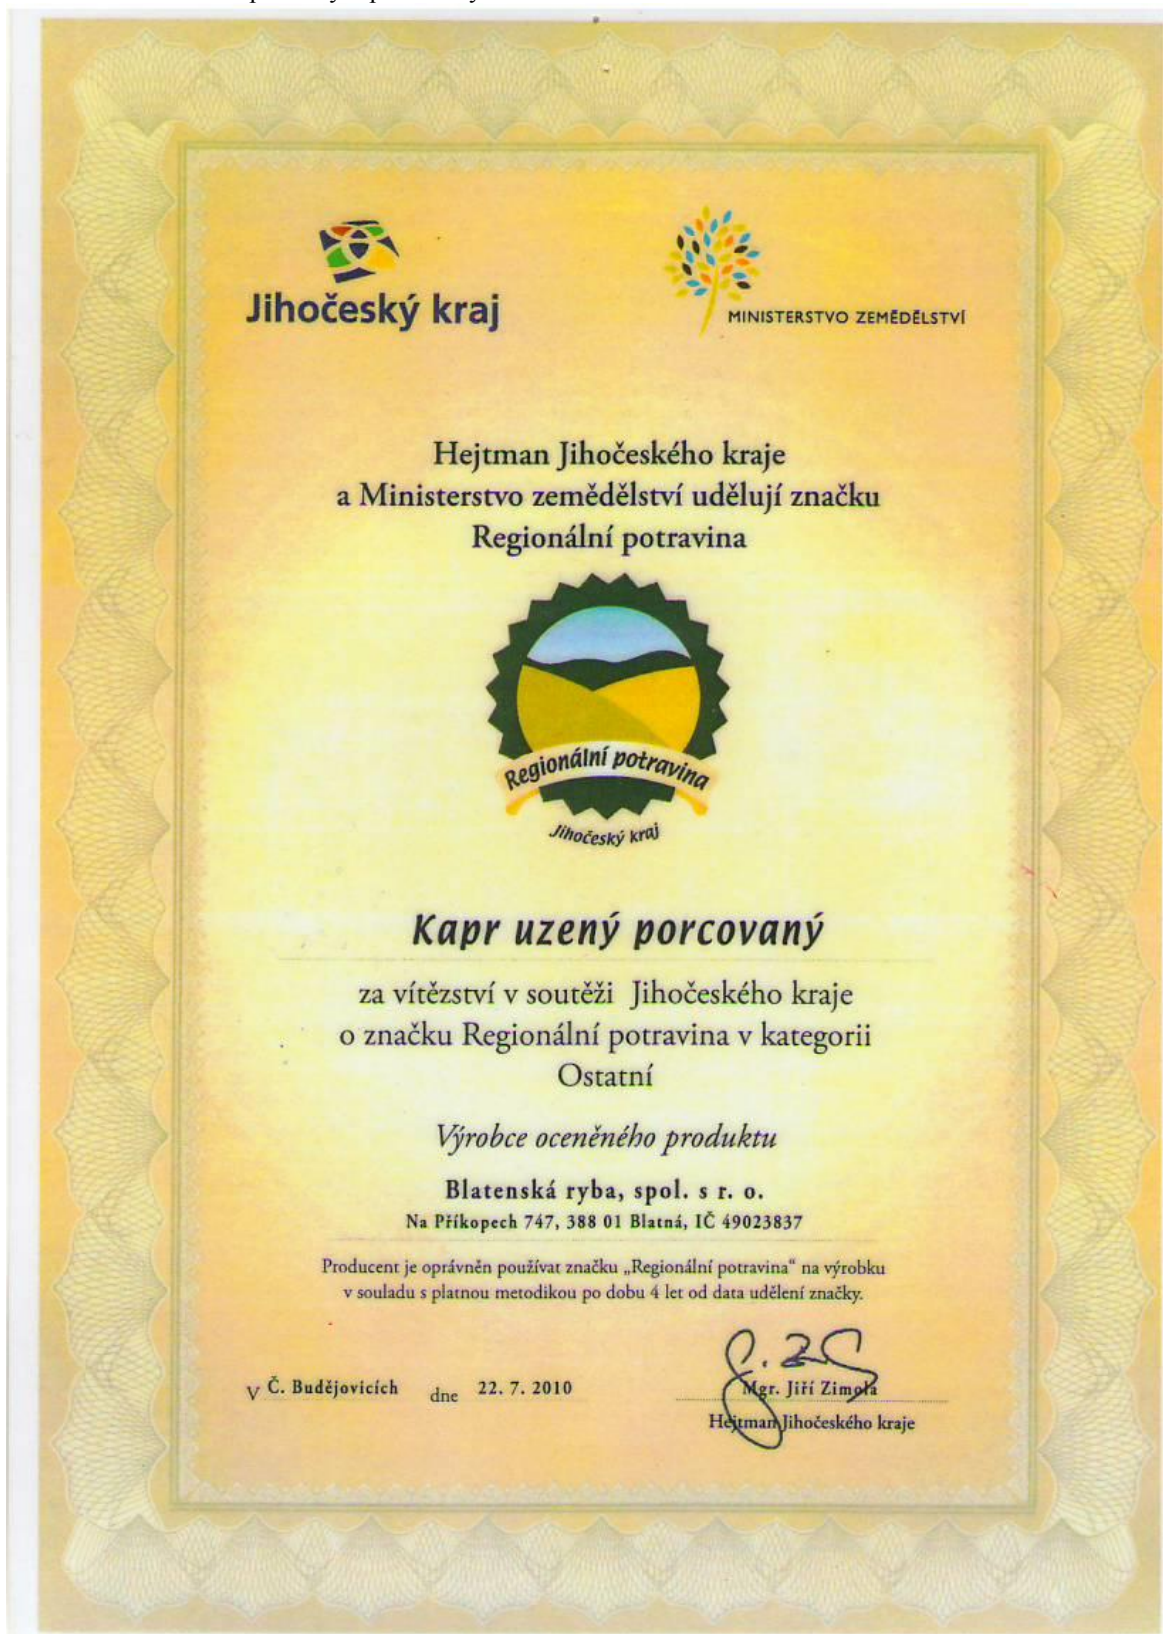 Jihočeský kraj
MINISTERSTVO ZEMĚDĚLSTVÍ
Hejtman Jihočeského kraje
a Ministerstvo zemědělství udělují značku
Regionální potravina
Regionální potravina
Jihočeský kraj
Kapr uzený porcovaný
za vítězství v soutěži Jihočeského kraje
o značku Regionální potravina v kategorii
Ostatní
Výrobce oceněného produktu
Blatenská ryba, spol. s r. o.
Na Příkopech 747, 388 01 Blatná, IČ 49023837
Producent je oprávněn používat značku „Regionální potravina“ na výrobku
v souladu s platnou metodikou po dobu 4 let od data udělení značky.
V Č. Budějovicích dne 22. 7. 2010
Mgr. Jiří Zimola
Hejtman Jihočeského kraje